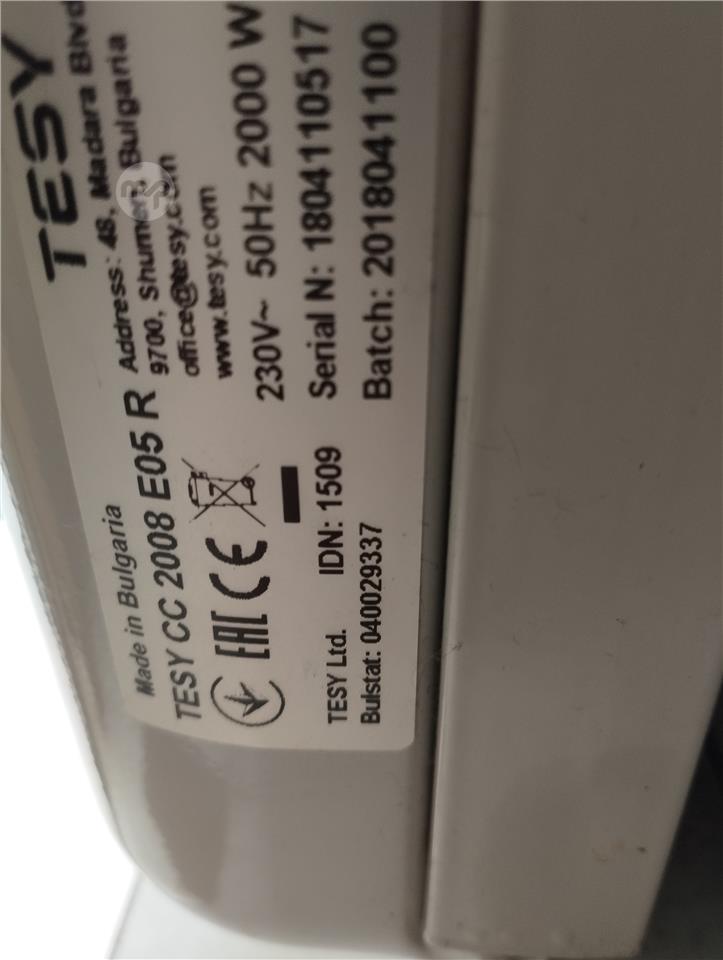 TESY
Made in Bulgaria
TESY CC 2008 E05 R
Address: 48, Madara Blvd
9700, Shumen, Bulgaria
office@tesy.com
www.tesy.com
230V~ 50Hz 2000 W
EAC CE
TESY Ltd. IDN: 1509
Bulstat: 040029337
Serial N: 1804110517
Batch: 2018041100